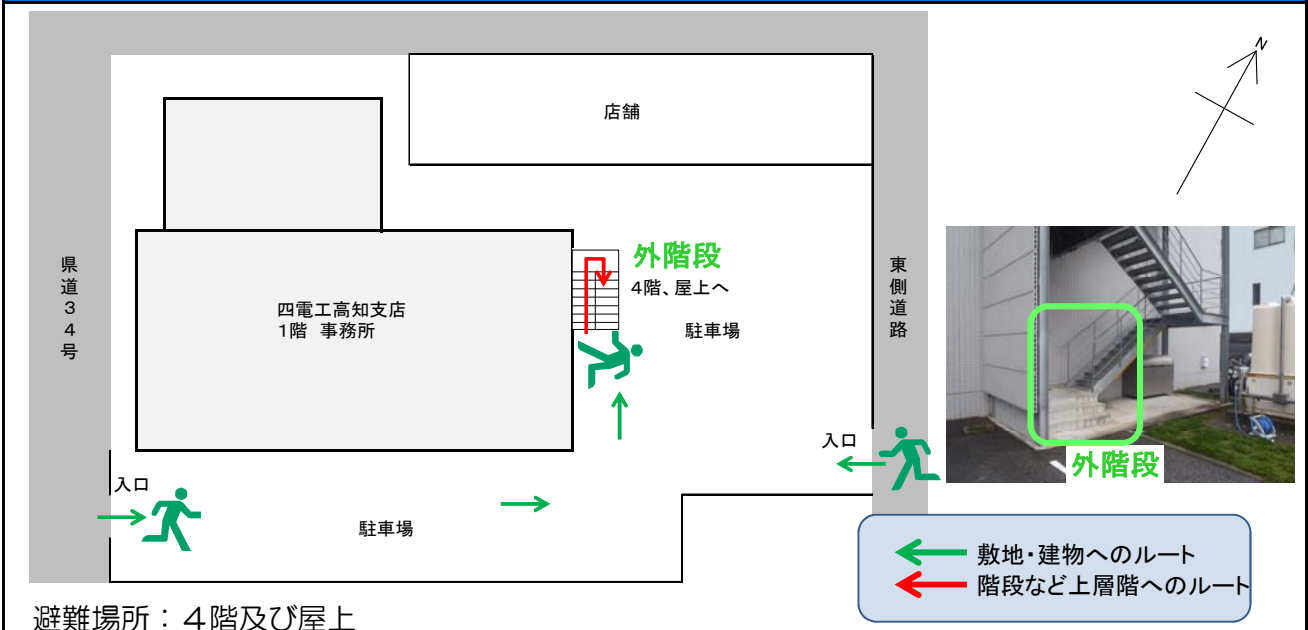 N
店舗
県道34号
外階段
4階、屋上へ
東側道路
四電工高知支店
1階 事務所
駐車場
入口
外階段
入口
駐車場
敷地・建物へのルート
階段など上層階へのルート
避難場所：４階及び屋上